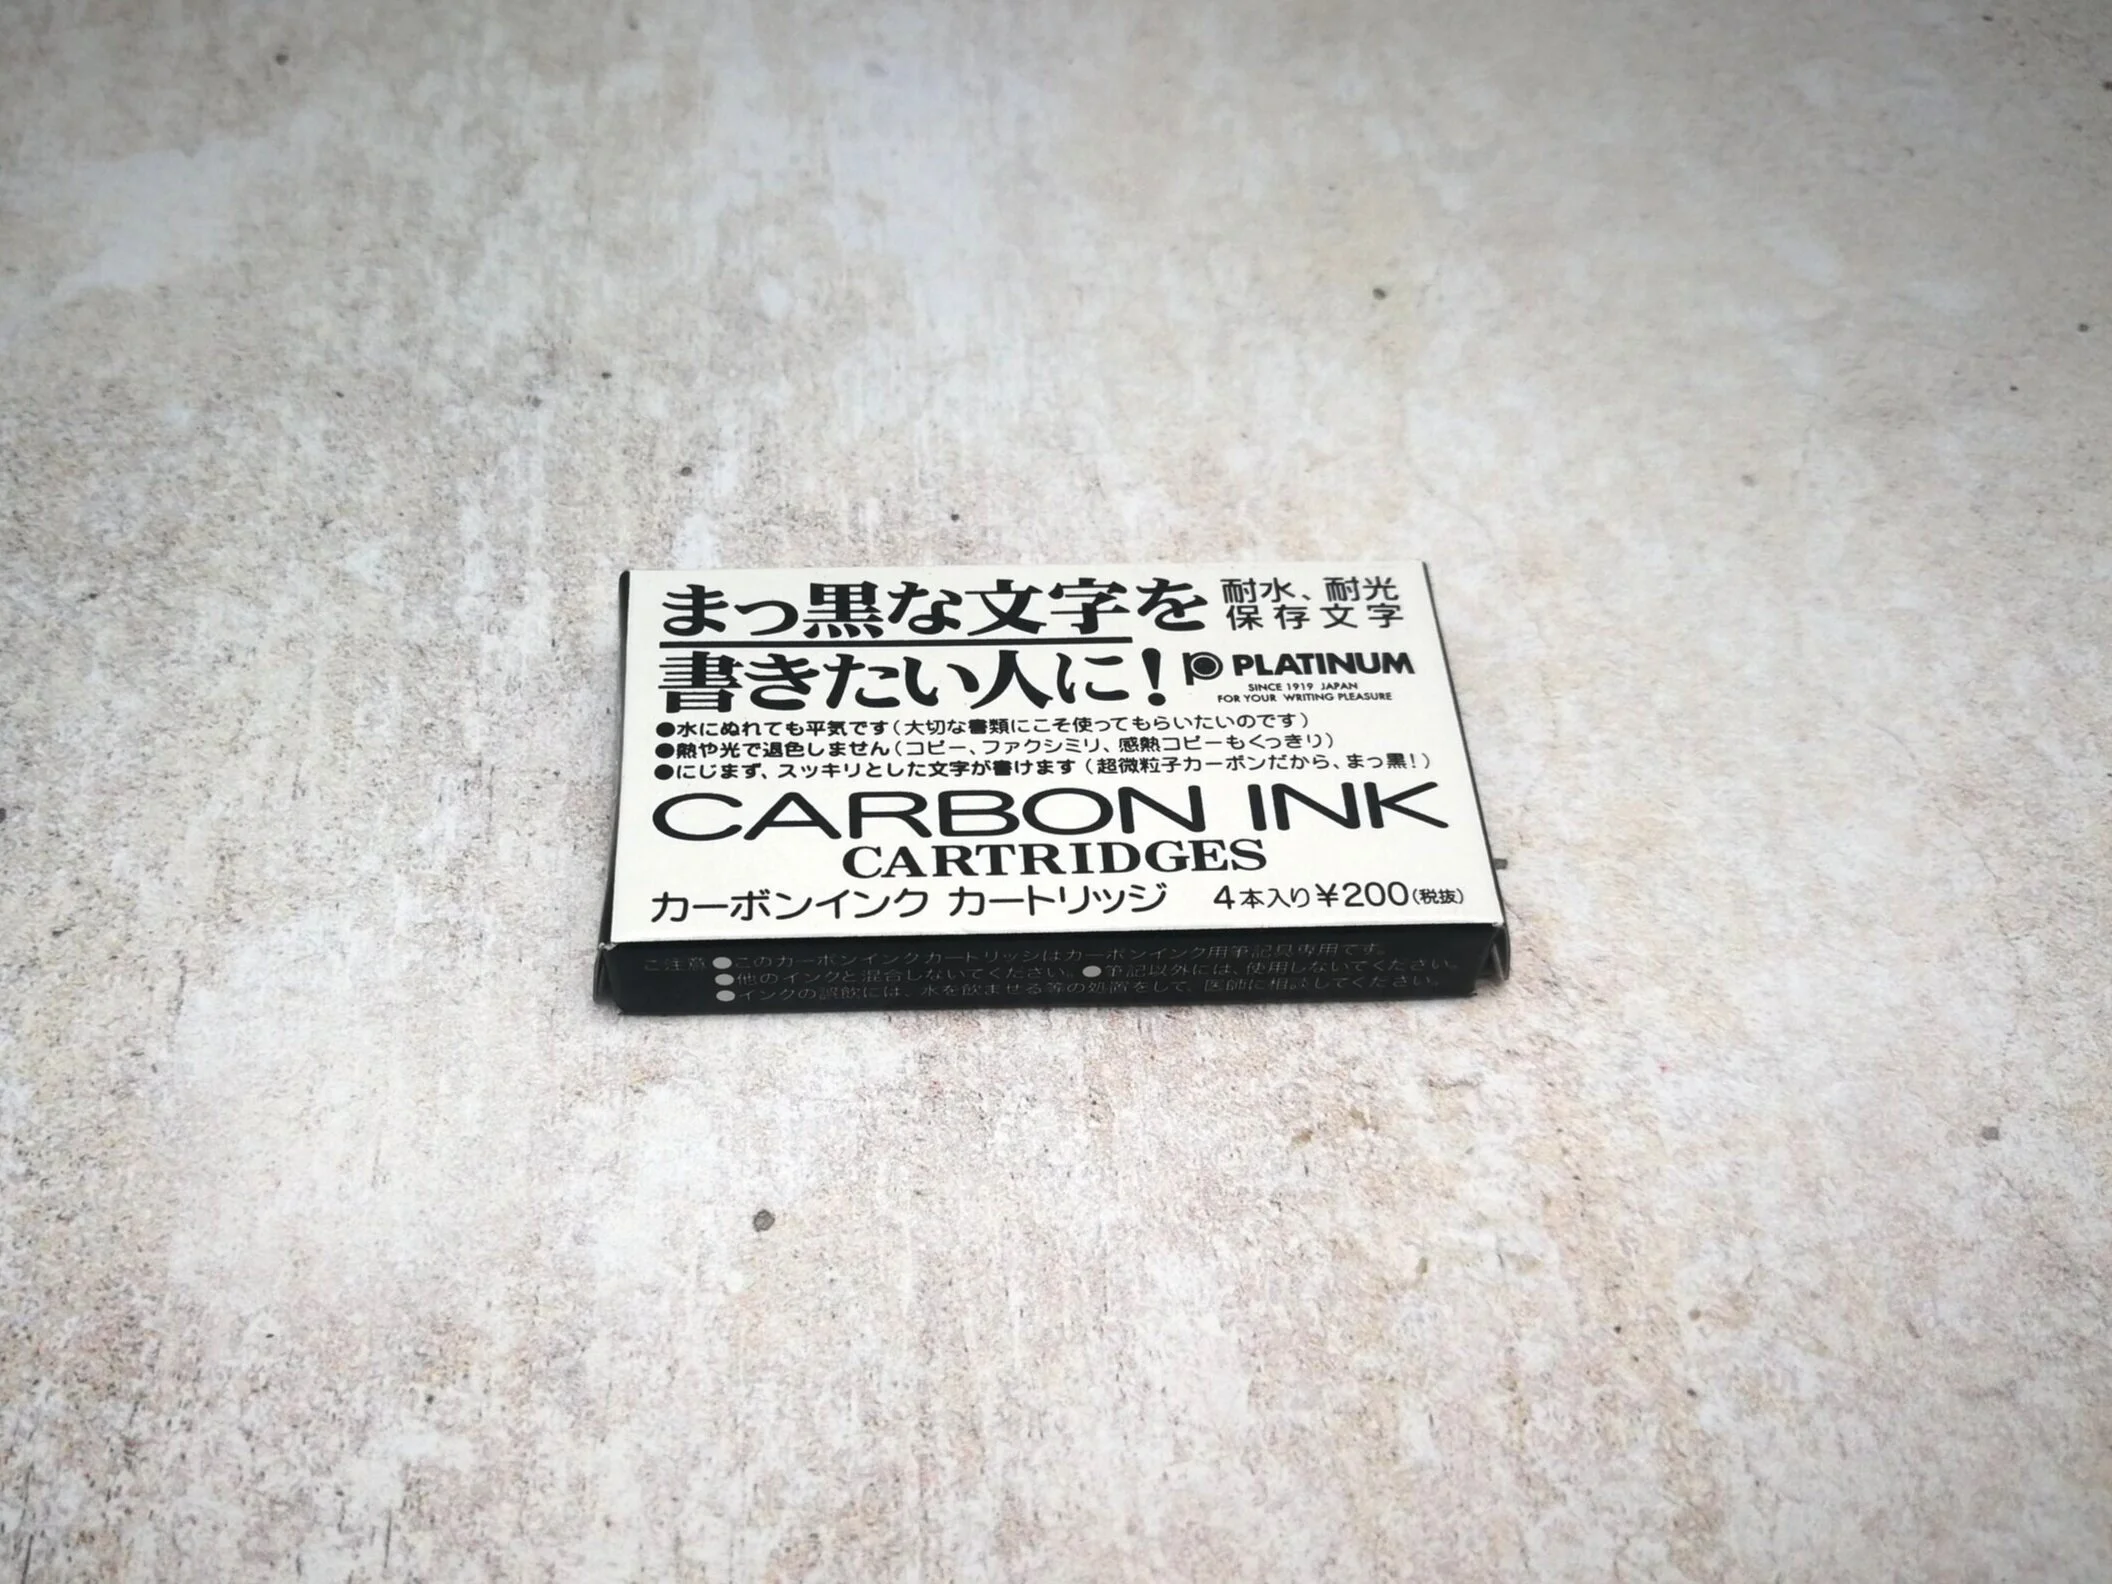 まっ黒な文字を
書きたい人に!
耐水、耐光
保存文字
PLATINUM
SINCE 1919 JAPAN
FOR YOUR WRITING PLEASURE
●水にぬれても平気です(大切な書類にこそ使ってもらいたいのです)
●熱や光で退色しません(コピー、ファクシミリ、感熱コピーもくっきり)
●にじまず、スッキリとした文字が書けます(超微粒子カーボンだから、まっ黒!)
CARBON INK
CARTRIDGES
カーボンインク カートリッジ 4本入り¥200(税抜)
ご注意 ●このカーボンインクカートリッジはカーボンインク用筆記具専用です。
●他のインクと混合しないでください。●筆記以外には、使用しないでください。
●インクの誤飲には、水を飲ませる等の処置をして、医師に相談してください。